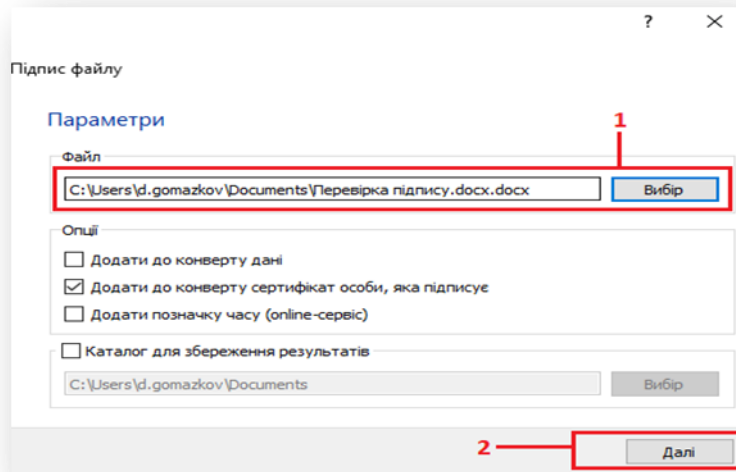 ?
Підпис файлу
Параметри
1
Файл
C:\Users\d.gomazkov\Documents\Перевірка підпису.docx.docx
Вибір
Опції
Додати до конверту дані
Додати до конверту сертифікат особи, яка підписує
Додати позначку часу (online-сервіс)
Каталог для збереження результатів
C:\Users\d.gomazkov\Documents
Вибір
2
Далі